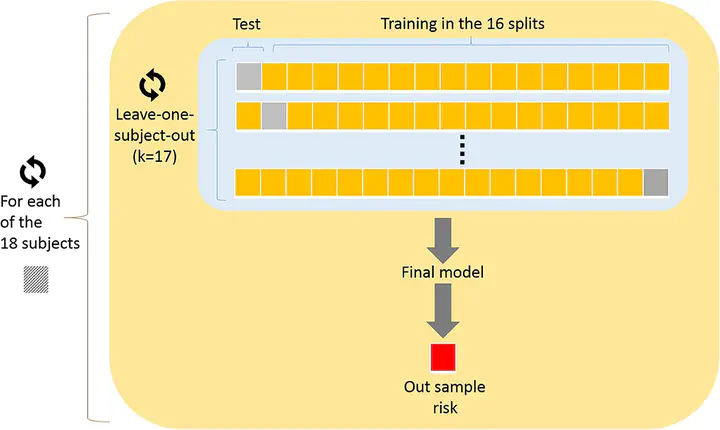 Test
Training in the 16 splits
Leave-one-
subject-out
(k=17)
For each
of the
18 subjects
Final model
Out sample
risk